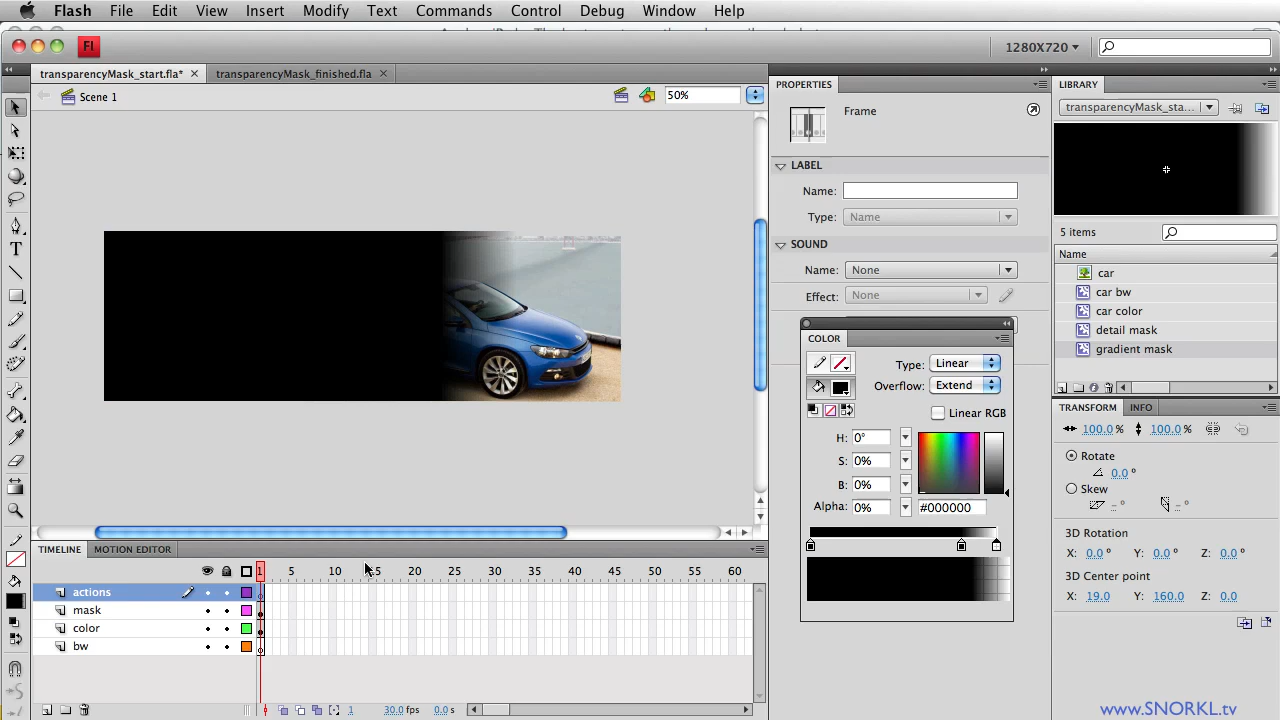 Flash File Edit View Insert Modify Text Commands Control Debug Window Help
Fl 1280X720
transparencyMask_start.fla* transparencyMask_finished.fla
Scene 1 50%
PROPERTIES
Frame
LABEL
Name:
Type: Name
SOUND
Name: None
Effect: None
COLOR
Type: Linear
Overflow: Extend
Linear RGB
H: 0°
S: 0%
B: 0%
Alpha: 0% #000000
LIBRARY
transparencyMask_sta...
5 items
Name
car
car bw
car color
detail mask
gradient mask
TRANSFORM INFO
100.0 % 100.0 %
Rotate
0.0 °
Skew
3D Rotation
X: 0.0 ° Y: 0.0 ° Z: 0.0 °
3D Center point
X: 19.0 Y: 160.0 Z: 0.0
TIMELINE MOTION EDITOR
1 5 10 15 20 25 30 35 40 45 50 55 60
actions
mask
color
bw
1 30.0 fps 0.0 s
www.SNORKL.tv